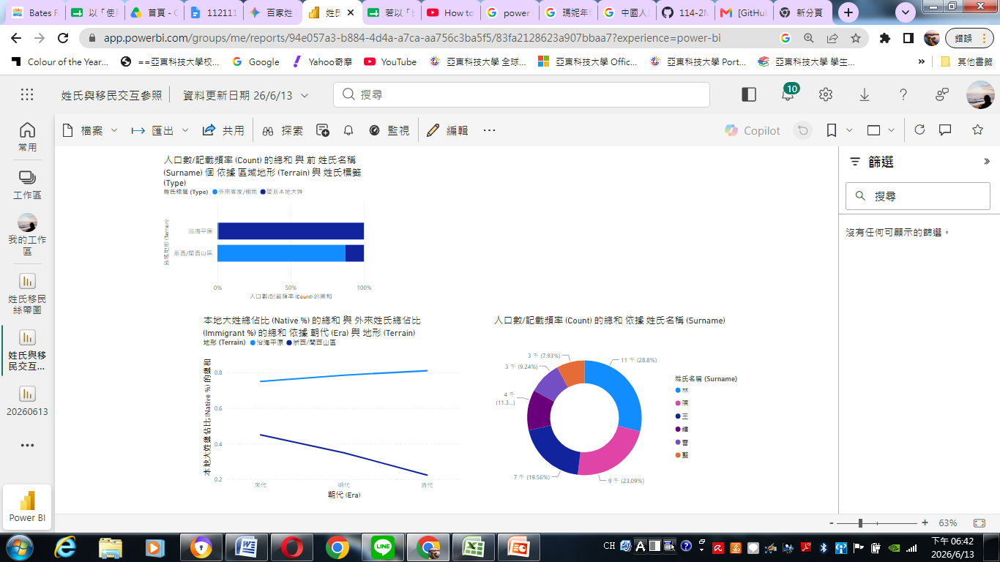 Bates F
以「使用
首頁 - C
112111
百家姓
姓氏
若以「比
How to
power
瑪妮年
中國人
114-2N
[GitHub
新分頁
app.powerbi.com/groups/me/reports/94e057a3-b884-4d4a-a7ca-aa756c3ba5f5/83fa2128623a907bbaa7?experience=power-bi
錯誤
Colour of the Year...
==亞東科技大學校...
Google
Yahoo奇摩
YouTube
亞東科技大學 全球...
亞東科技大學 Offic...
亞東科技大學 Port...
亞東科技大學 學生...
»
其他書籤
姓氏與移民交互參照
資料更新日期 26/6/13
搜尋
10
檔案
匯出
共用
探索
監視
編輯
...
Copilot
常用
工作區
我的工作
區
姓氏移民
絲帶圖
姓氏與移
民交互...
20260613
...
Power BI
人口數/記載頻率 (Count) 的總和 與 前 姓氏名稱
(Surname) 個 依據 區域地形 (Terrain) 與 姓氏標籤
(Type)
姓氏標籤 (Type) 外來客家/棚民 閩浙本地大姓
區域地形 (Terrain)
沿海平原
浙西/閩西山區
0% 50% 100%
人口數/記載頻率 (Count) 的總和
本地大姓總佔比 (Native %) 的總和 與 外來姓氏總佔比
(Immigrant %) 的總和 依據 朝代 (Era) 與 地形 (Terrain)
地形 (Terrain) 沿海平原 浙西/閩西山區
本地大姓總佔比 (Native %) 的總和
0.8
0.6
0.4
0.2
宋代 明代 清代
朝代 (Era)
人口數/記載頻率 (Count) 的總和 依據 姓氏名稱 (Surname)
3 千 (7.93%)
11 千 (28.8%)
3 千 (9.24%)
4 千
(11.3...)
7 千 (19.56%)
9 千 (23.09%)
姓氏名稱 (Surname)
林
王
雷
藍
篩選
»
搜尋
沒有任何可顯示的篩選。
- + 63%
CH
下午 06:42
2026/6/13